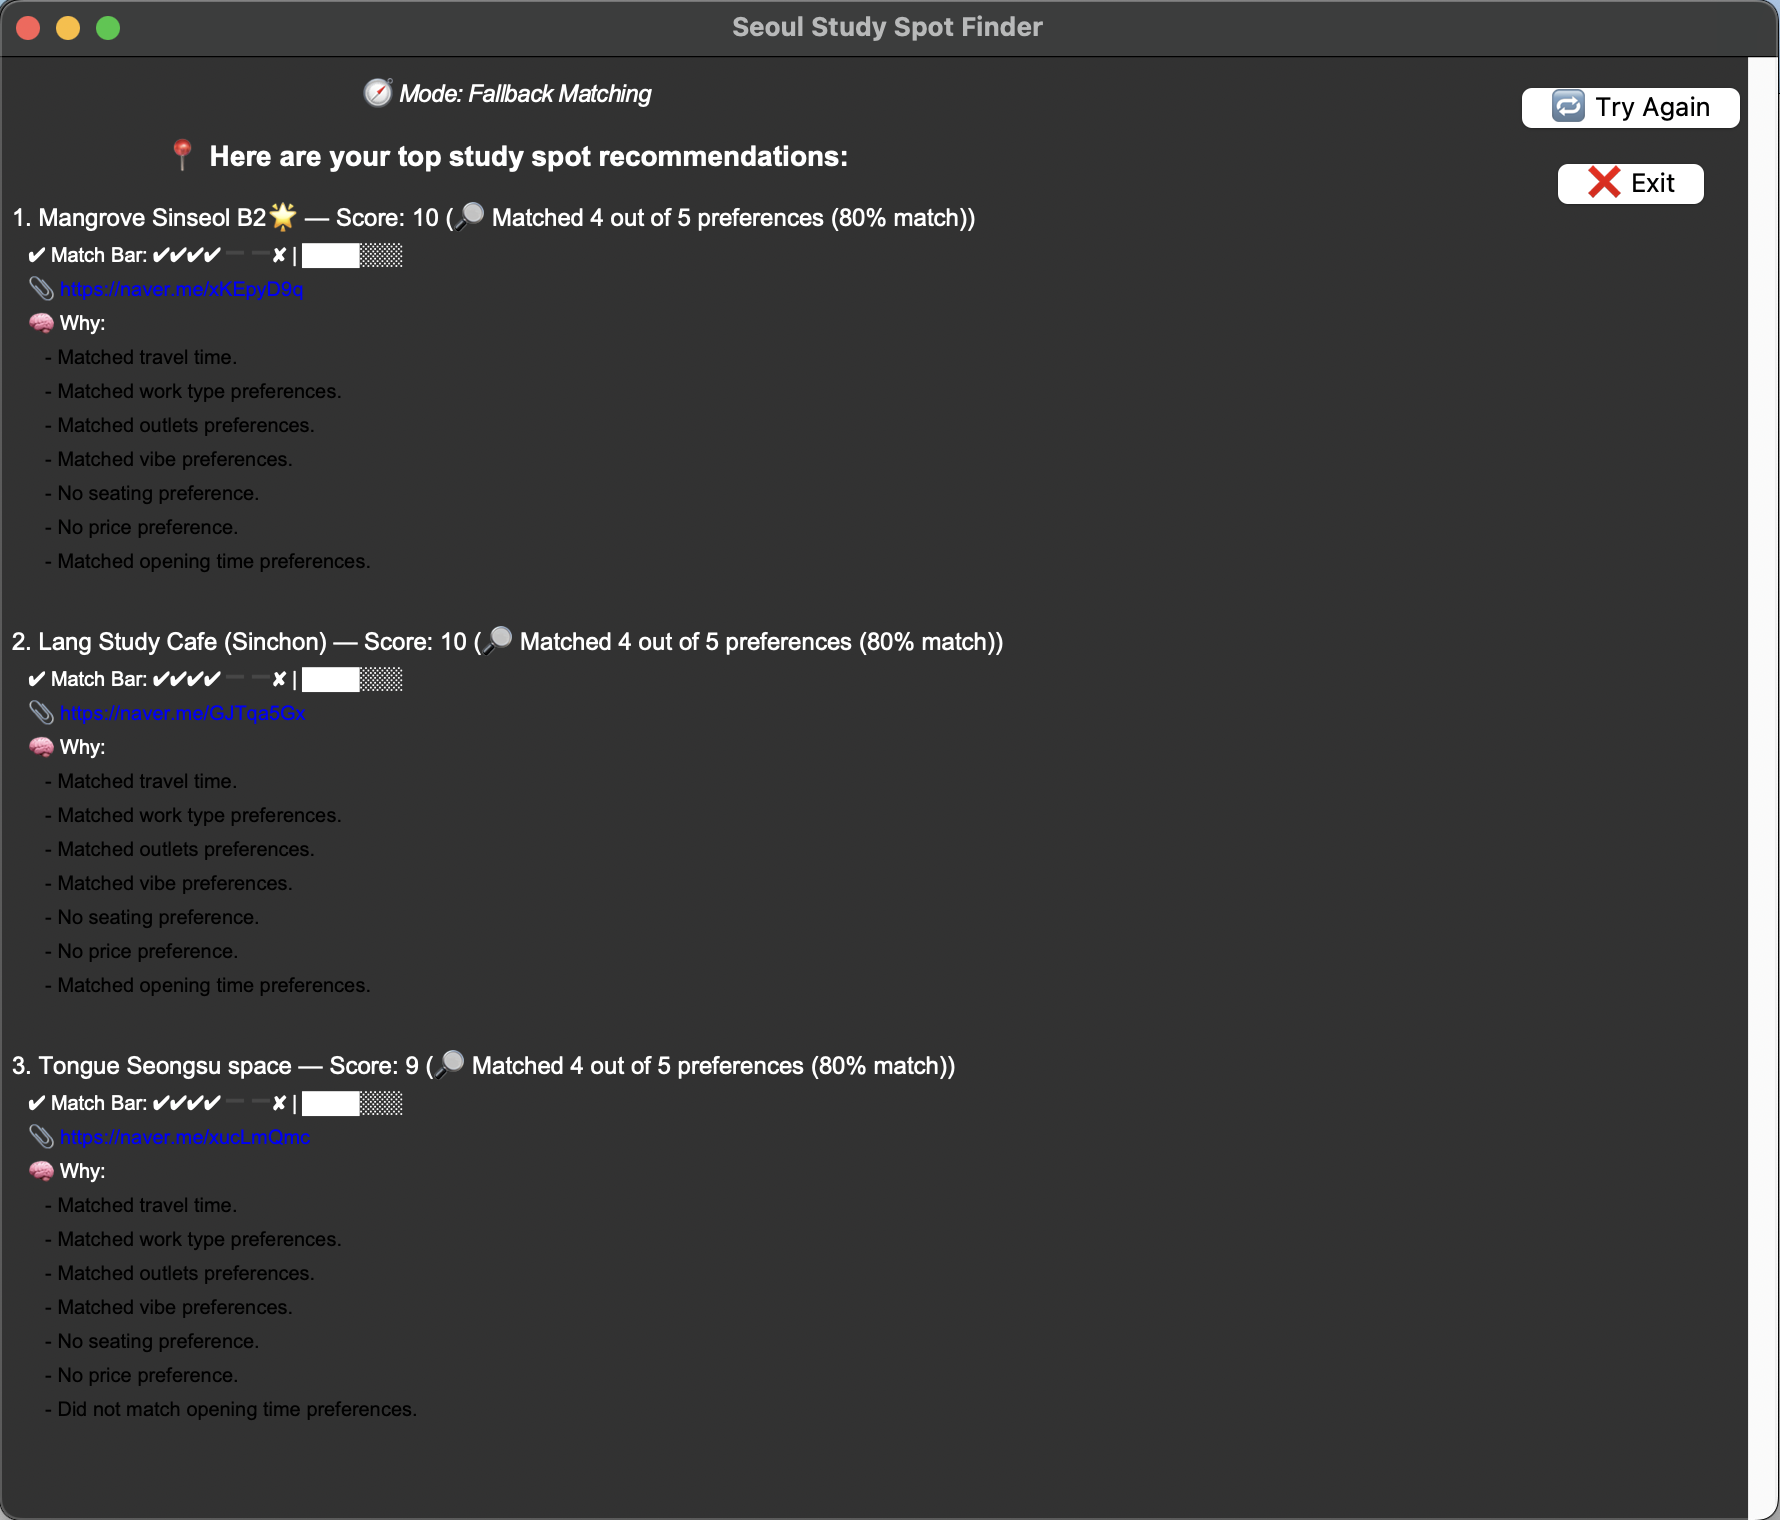 Seoul Study Spot Finder
🧭 Mode: Fallback Matching
🔁 Try Again
📍 Here are your top study spot recommendations:
❌ Exit
1. Mangrove Sinseol B2🌟 — Score: 10 (🔎 Matched 4 out of 5 preferences (80% match))
✔ Match Bar: ✔✔✔✔➖➖✘ | ████░░░
📎 https://naver.me/xKEpyD9q
🧠 Why:
- Matched travel time.
- Matched work type preferences.
- Matched outlets preferences.
- Matched vibe preferences.
- No seating preference.
- No price preference.
- Matched opening time preferences.
2. Lang Study Cafe (Sinchon) — Score: 10 (🔎 Matched 4 out of 5 preferences (80% match))
✔ Match Bar: ✔✔✔✔➖➖✘ | ████░░░
📎 https://naver.me/GJTqa5Gx
🧠 Why:
- Matched travel time.
- Matched work type preferences.
- Matched outlets preferences.
- Matched vibe preferences.
- No seating preference.
- No price preference.
- Matched opening time preferences.
3. Tongue Seongsu space — Score: 9 (🔎 Matched 4 out of 5 preferences (80% match))
✔ Match Bar: ✔✔✔✔➖➖✘ | ████░░░
📎 https://naver.me/xucLmQmc
🧠 Why:
- Matched travel time.
- Matched work type preferences.
- Matched outlets preferences.
- Matched vibe preferences.
- No seating preference.
- No price preference.
- Did not match opening time preferences.